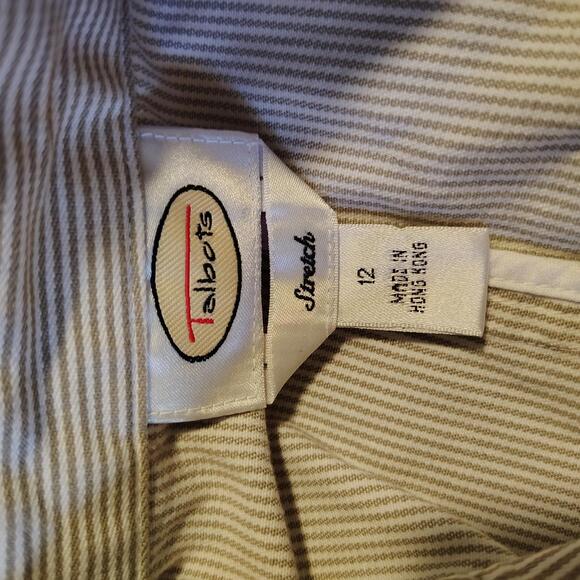 Talbots
Stretch
12
MADE IN
HONG KONG